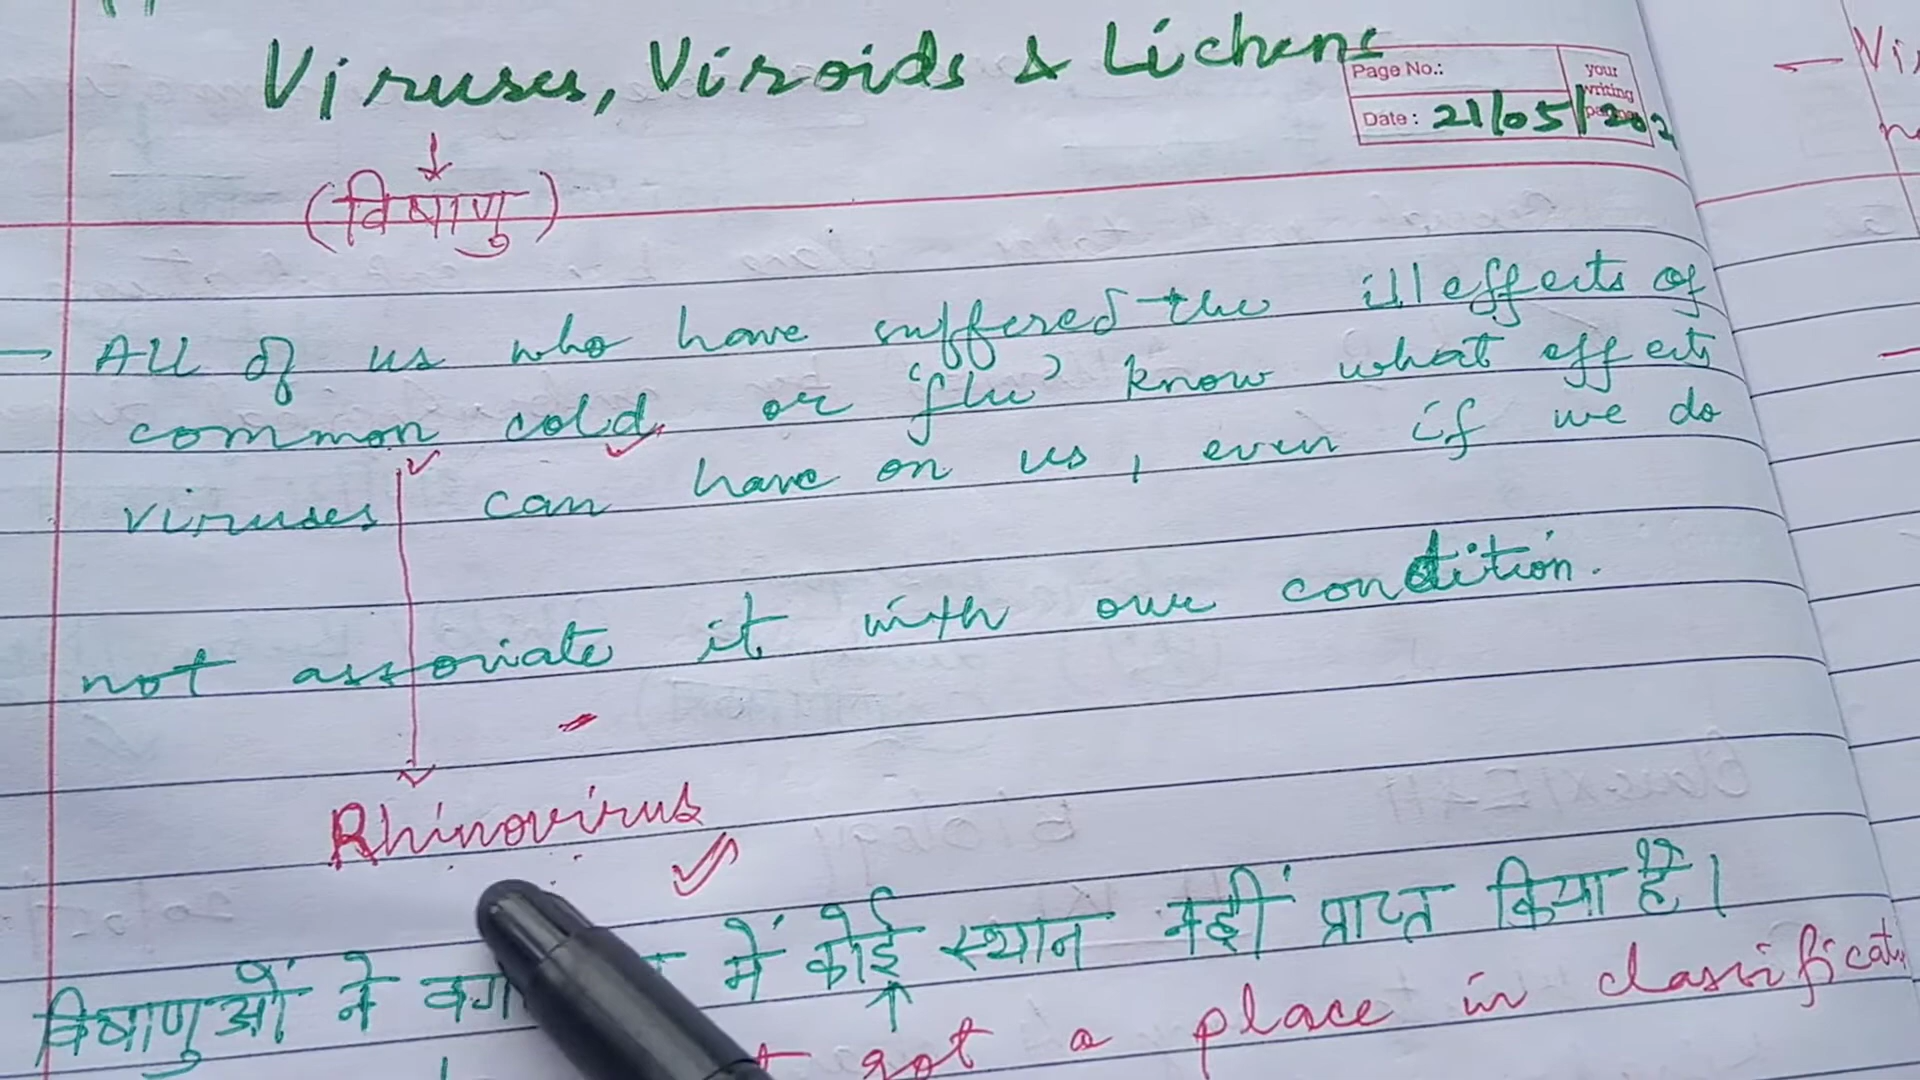 Viruses, Viroids & Lichens
Page No.:
your
writing
Date: 21/05/202
(विषाणु)
→ All of us who have suffered the ill effects of
common cold or 'flu' know what effects
viruses can have on us, even if we do
not associate it with our condition.
Rhinovirus
विषाणुओं ने में कोई स्थान नहीं प्राप्त किया है।
got a place in classificat